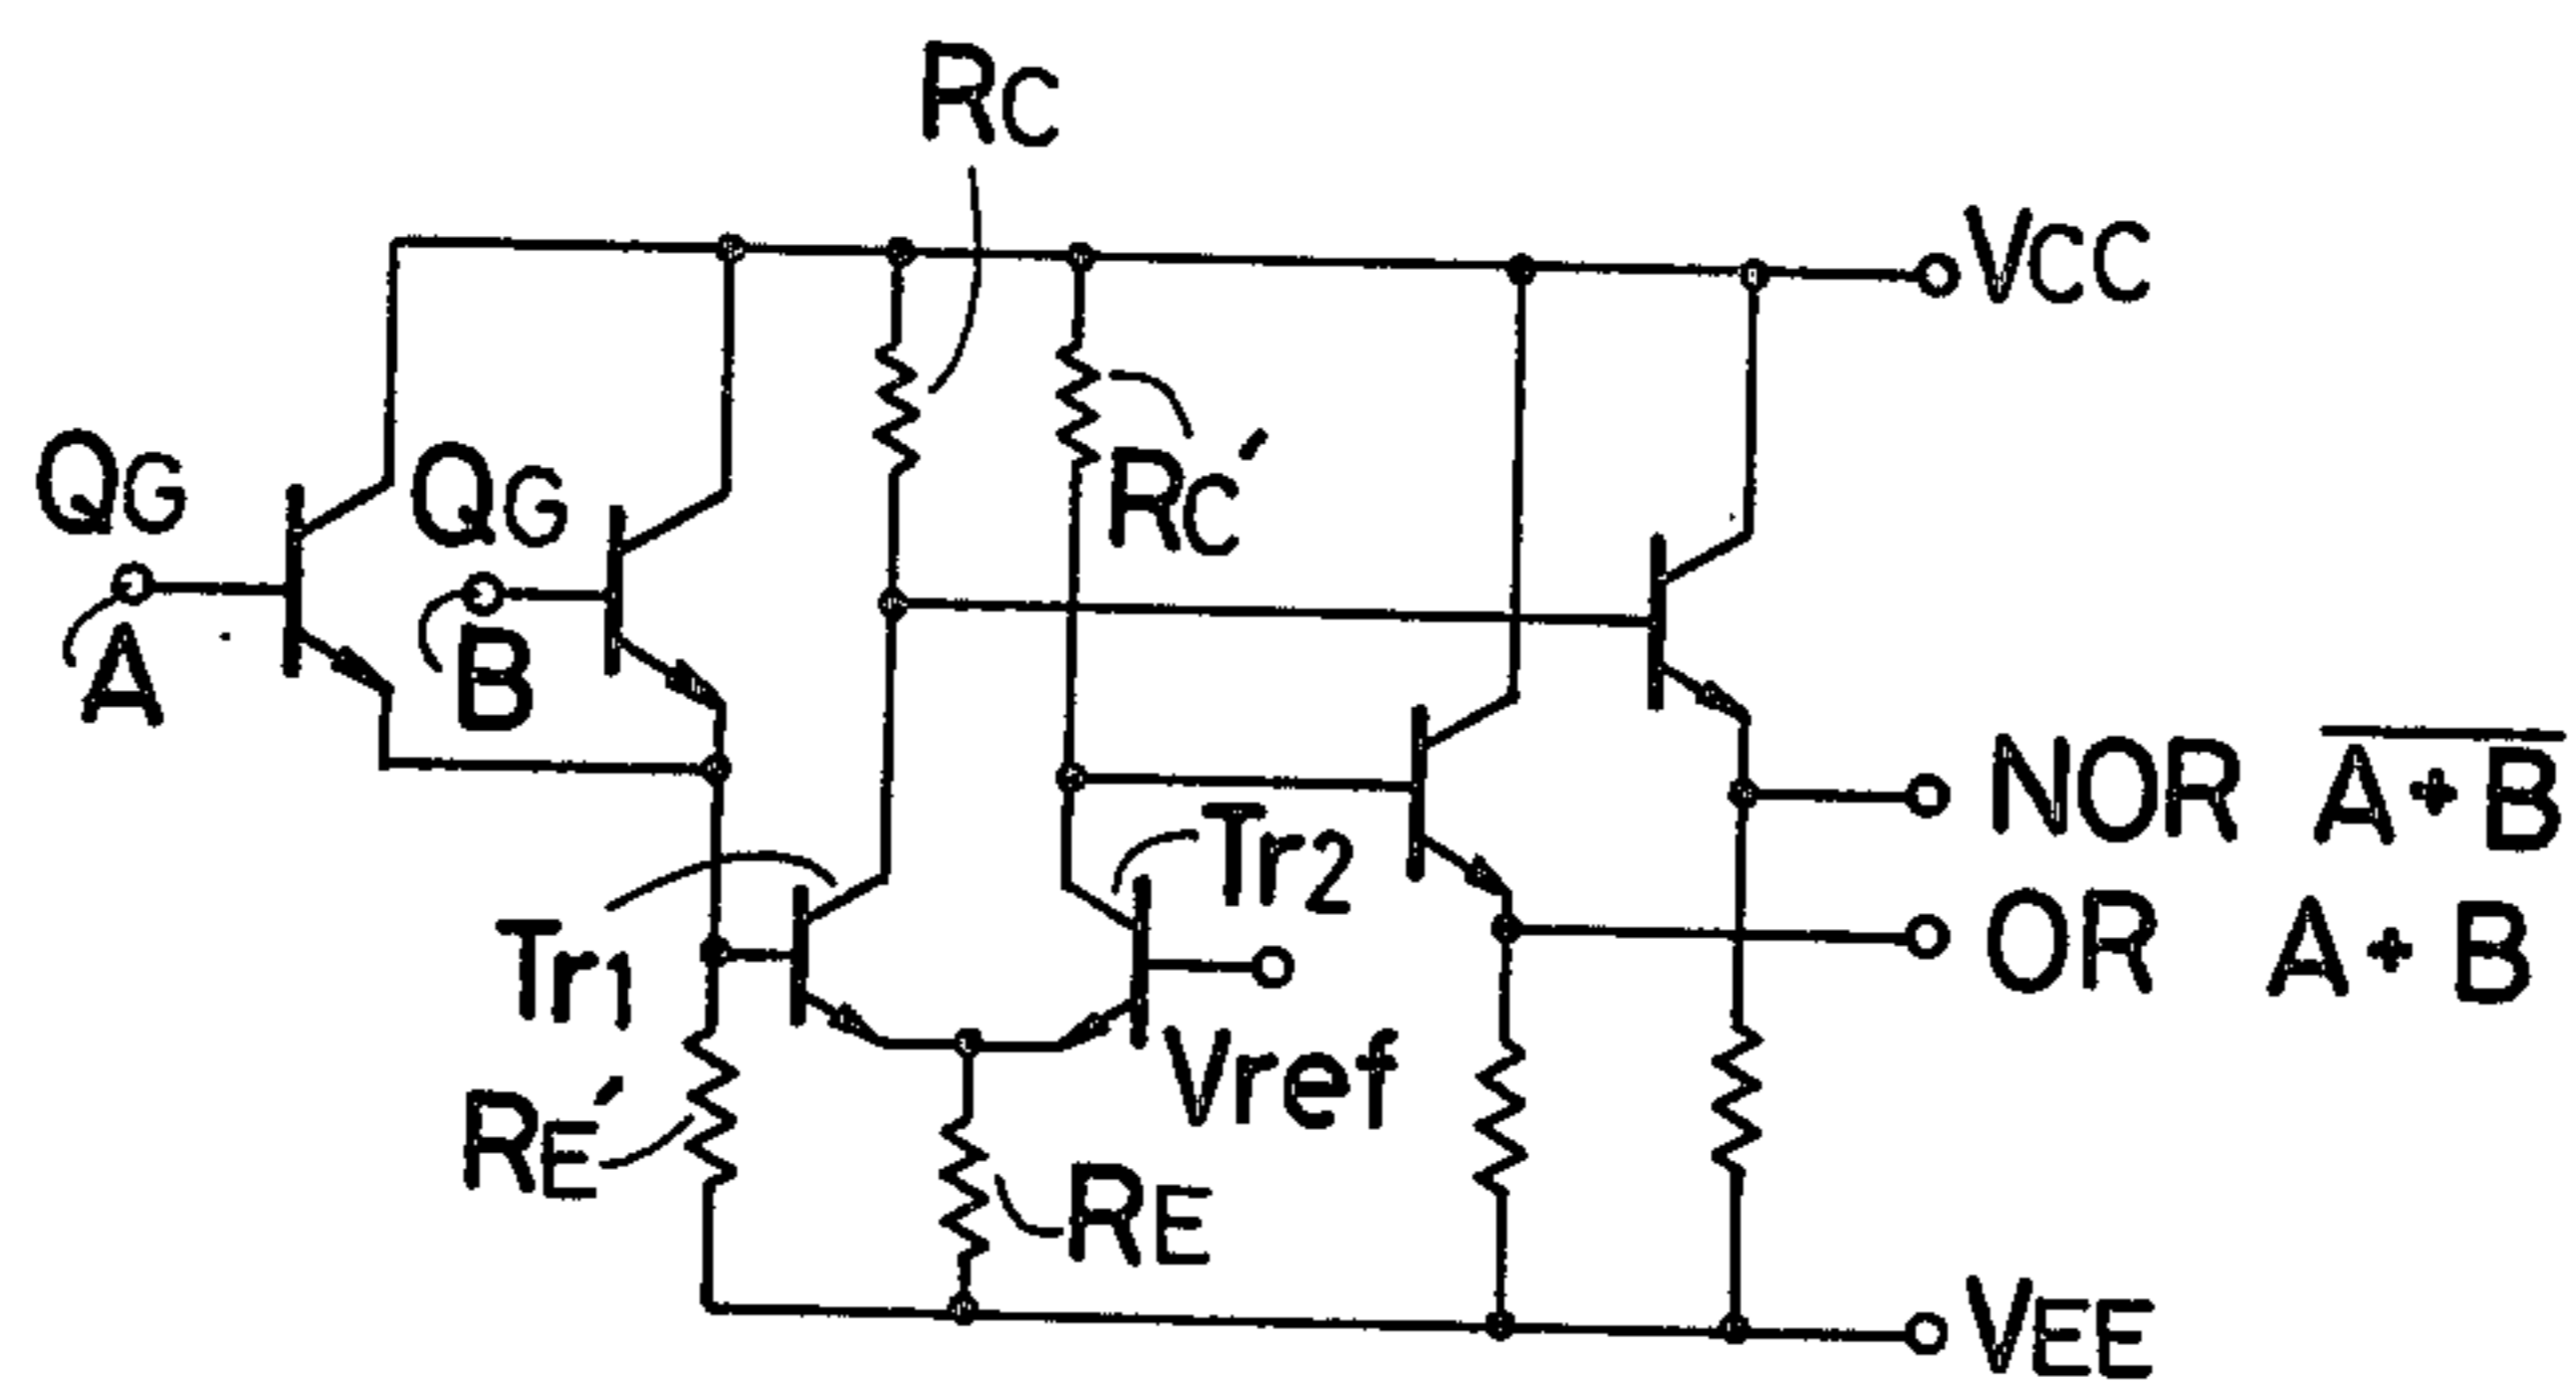 RC
VCC
QG
QG
RC'
A
B
NOR A+B
Tr2
OR A+B
Tr1
Vref
RE'
RE
VEE